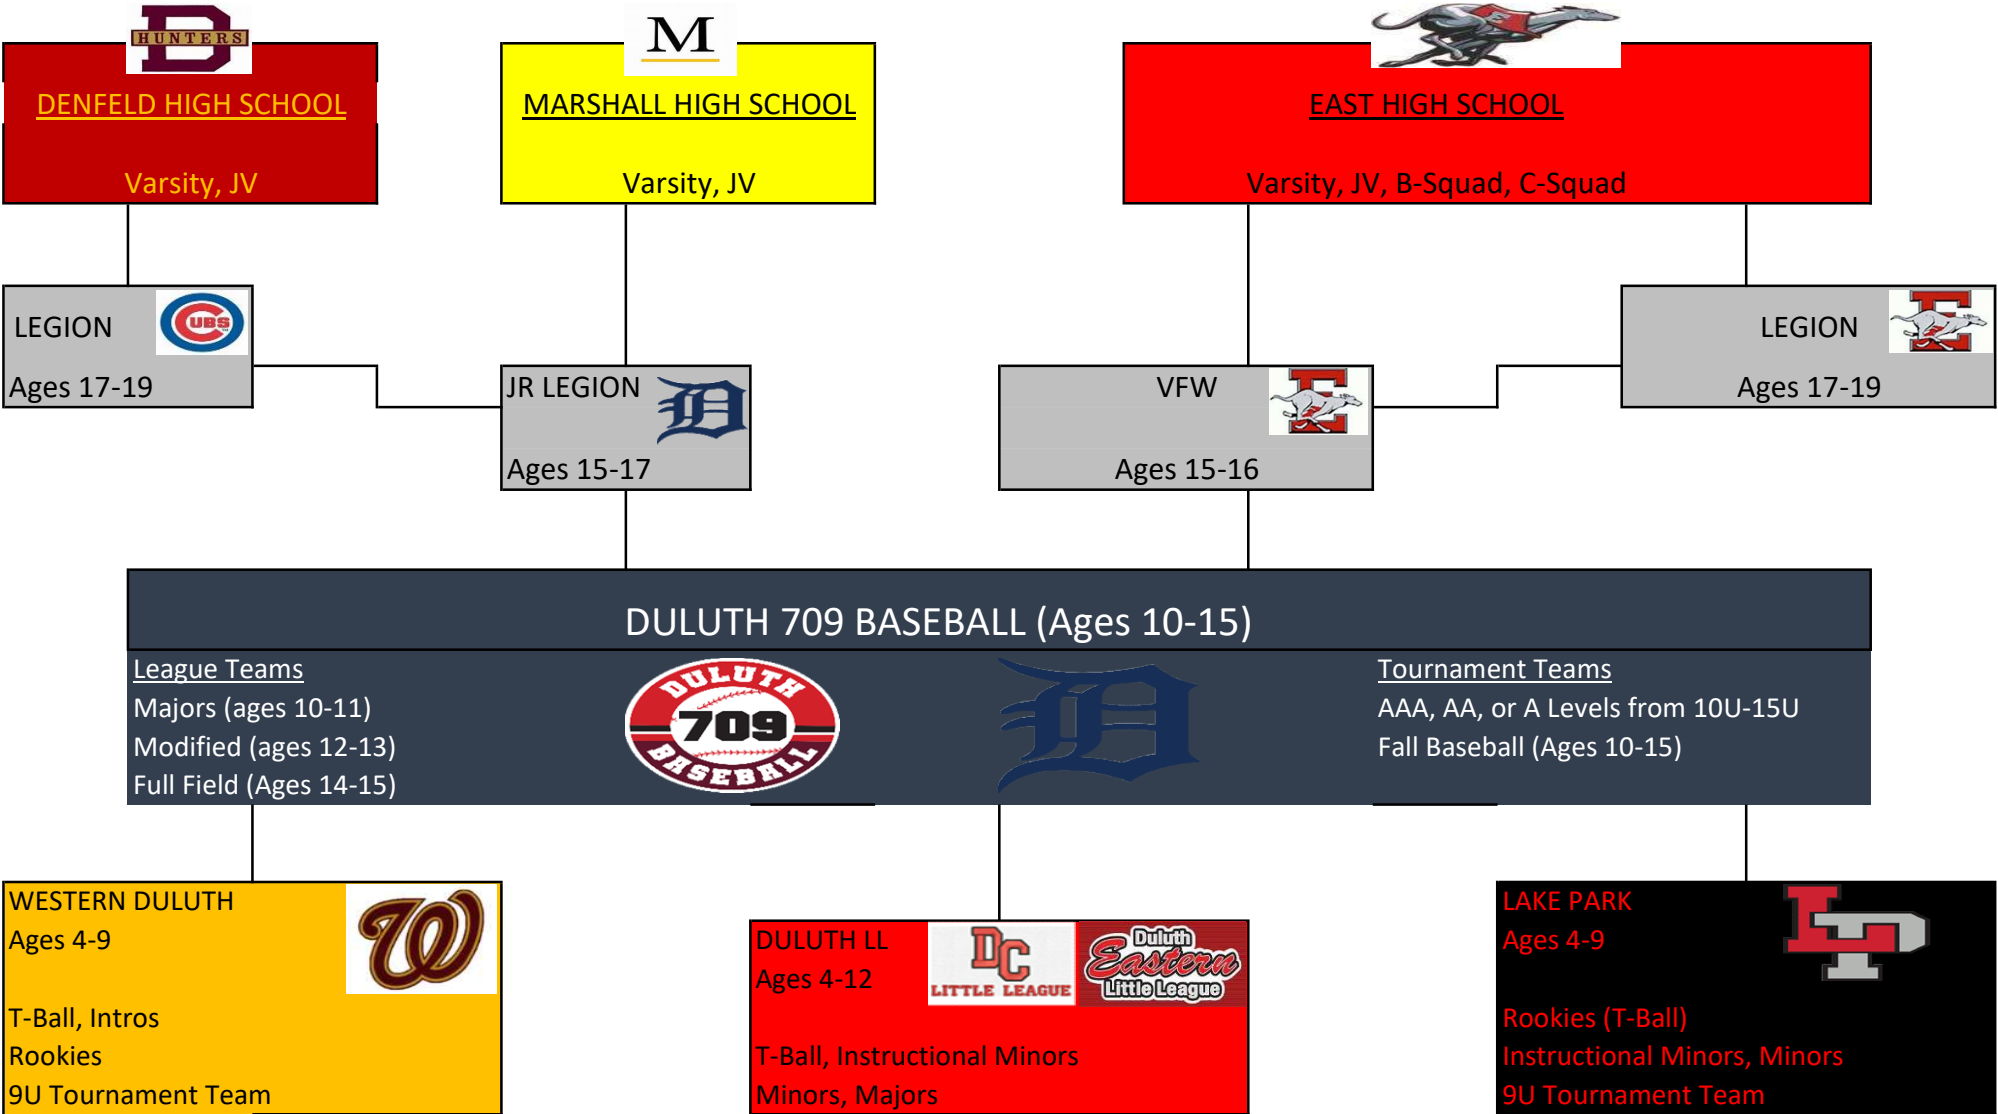 D
HUNTERS
DENFELD HIGH SCHOOL
Varsity, JV
M
MARSHALL HIGH SCHOOL
Varsity, JV
EAST HIGH SCHOOL
Varsity, JV, B-Squad, C-Squad
LEGION
CUBS
Ages 17-19
JR LEGION
D
Ages 15-17
VFW
E
Ages 15-16
LEGION
E
Ages 17-19
DULUTH 709 BASEBALL (Ages 10-15)
League Teams
Majors (ages 10-11)
Modified (ages 12-13)
Full Field (Ages 14-15)
DULUTH
709
BASEBALL
D
Tournament Teams
AAA, AA, or A Levels from 10U-15U
Fall Baseball (Ages 10-15)
WESTERN DULUTH
Ages 4-9
W
T-Ball, Intros
Rookies
9U Tournament Team
DULUTH LL
Ages 4-12
DC
LITTLE LEAGUE
Duluth
Eastern
Little League
T-Ball, Instructional Minors
Minors, Majors
LAKE PARK
Ages 4-9
LP
Rookies (T-Ball)
Instructional Minors, Minors
9U Tournament Team